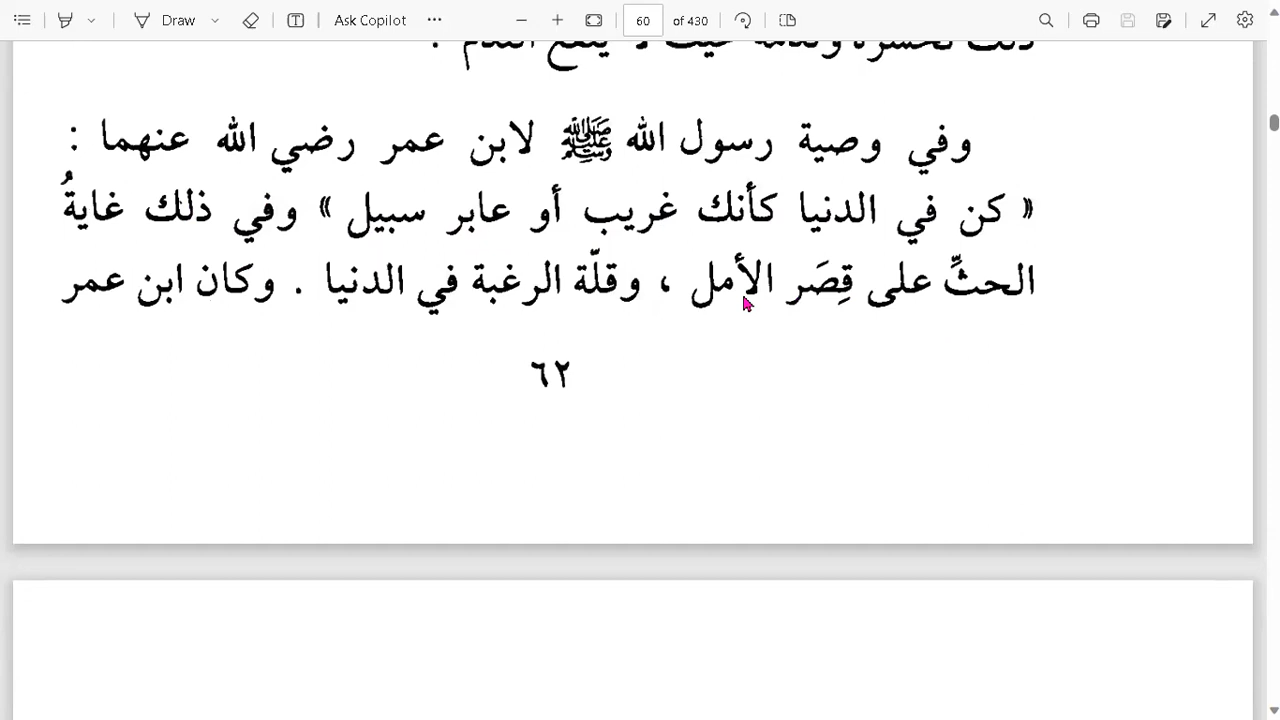 Draw
Ask Copilot
60 of 430
وفي وصية رسول الله ﷺ لابن عمر رضي الله عنهما :
« كن في الدنيا كأنك غريب أو عابر سبيل » وفي ذلك غايةُ
الحثِّ على قِصَر الأمل ، وقلّة الرغبة في الدنيا . وكان ابن عمر
٦٢